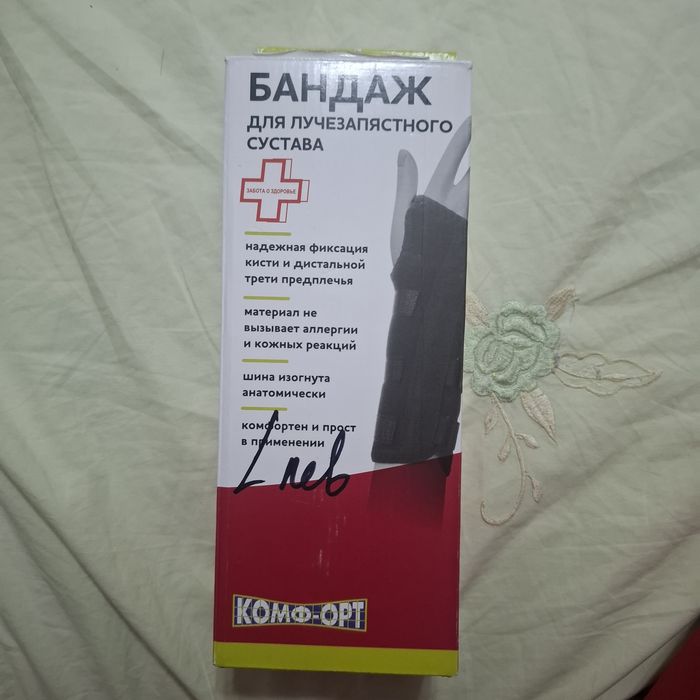 БАНДАЖ
ДЛЯ ЛУЧЕЗАПЯСТНОГО
СУСТАВА
ЗАБОТА О ЗДОРОВЬЕ
надежная фиксация
кисти и дистальной
трети предплечья
материал не
вызывает аллергии
и кожных реакций
шина изогнута
анатомически
комфортен и прост
в применении
L лев
КОМФ-ОРТ